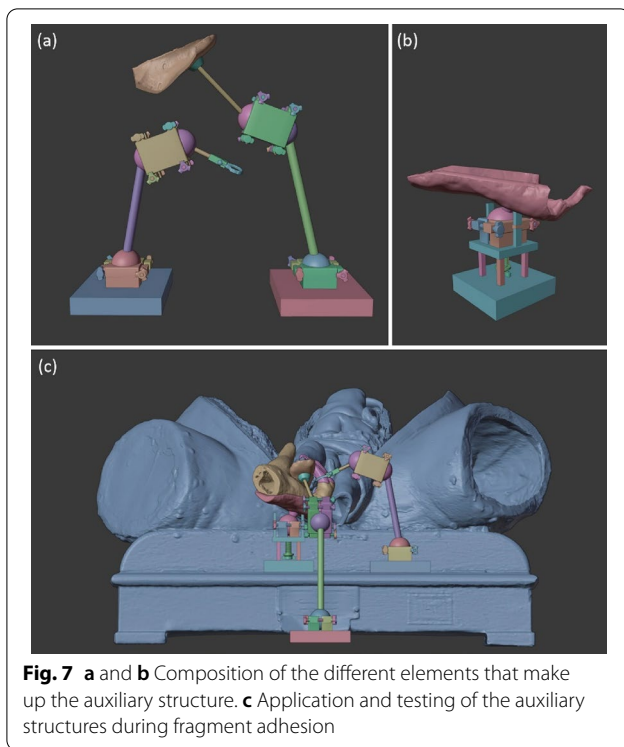 (a)
(b)
(c)
Fig. 7 a and b Composition of the different elements that make
up the auxiliary structure. c Application and testing of the auxiliary
structures during fragment adhesion